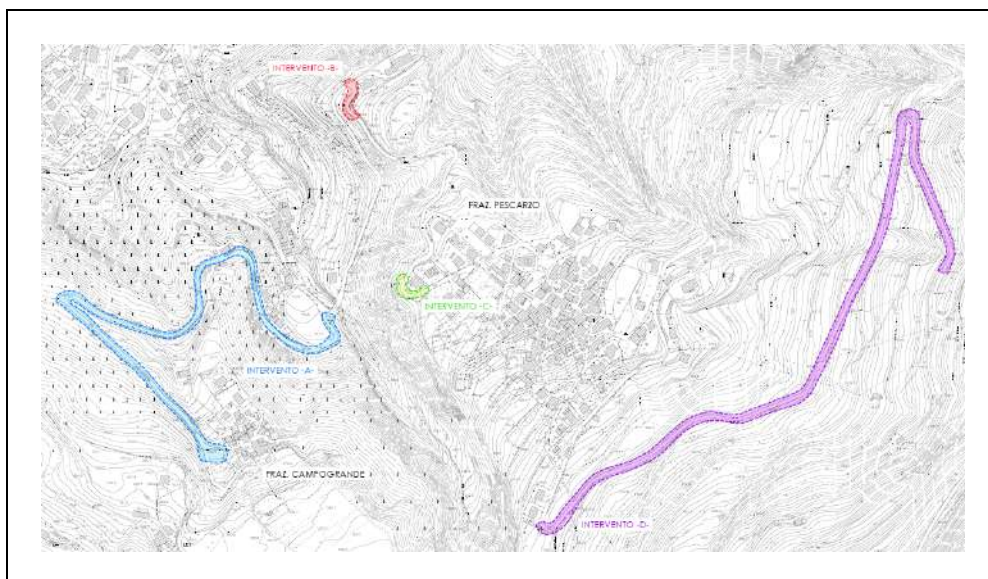 INTERVENTO -B-
FRAZ. PESCARZO
INTERVENTO -C-
INTERVENTO -A-
FRAZ. CAMPOGRANDE
INTERVENTO -D-